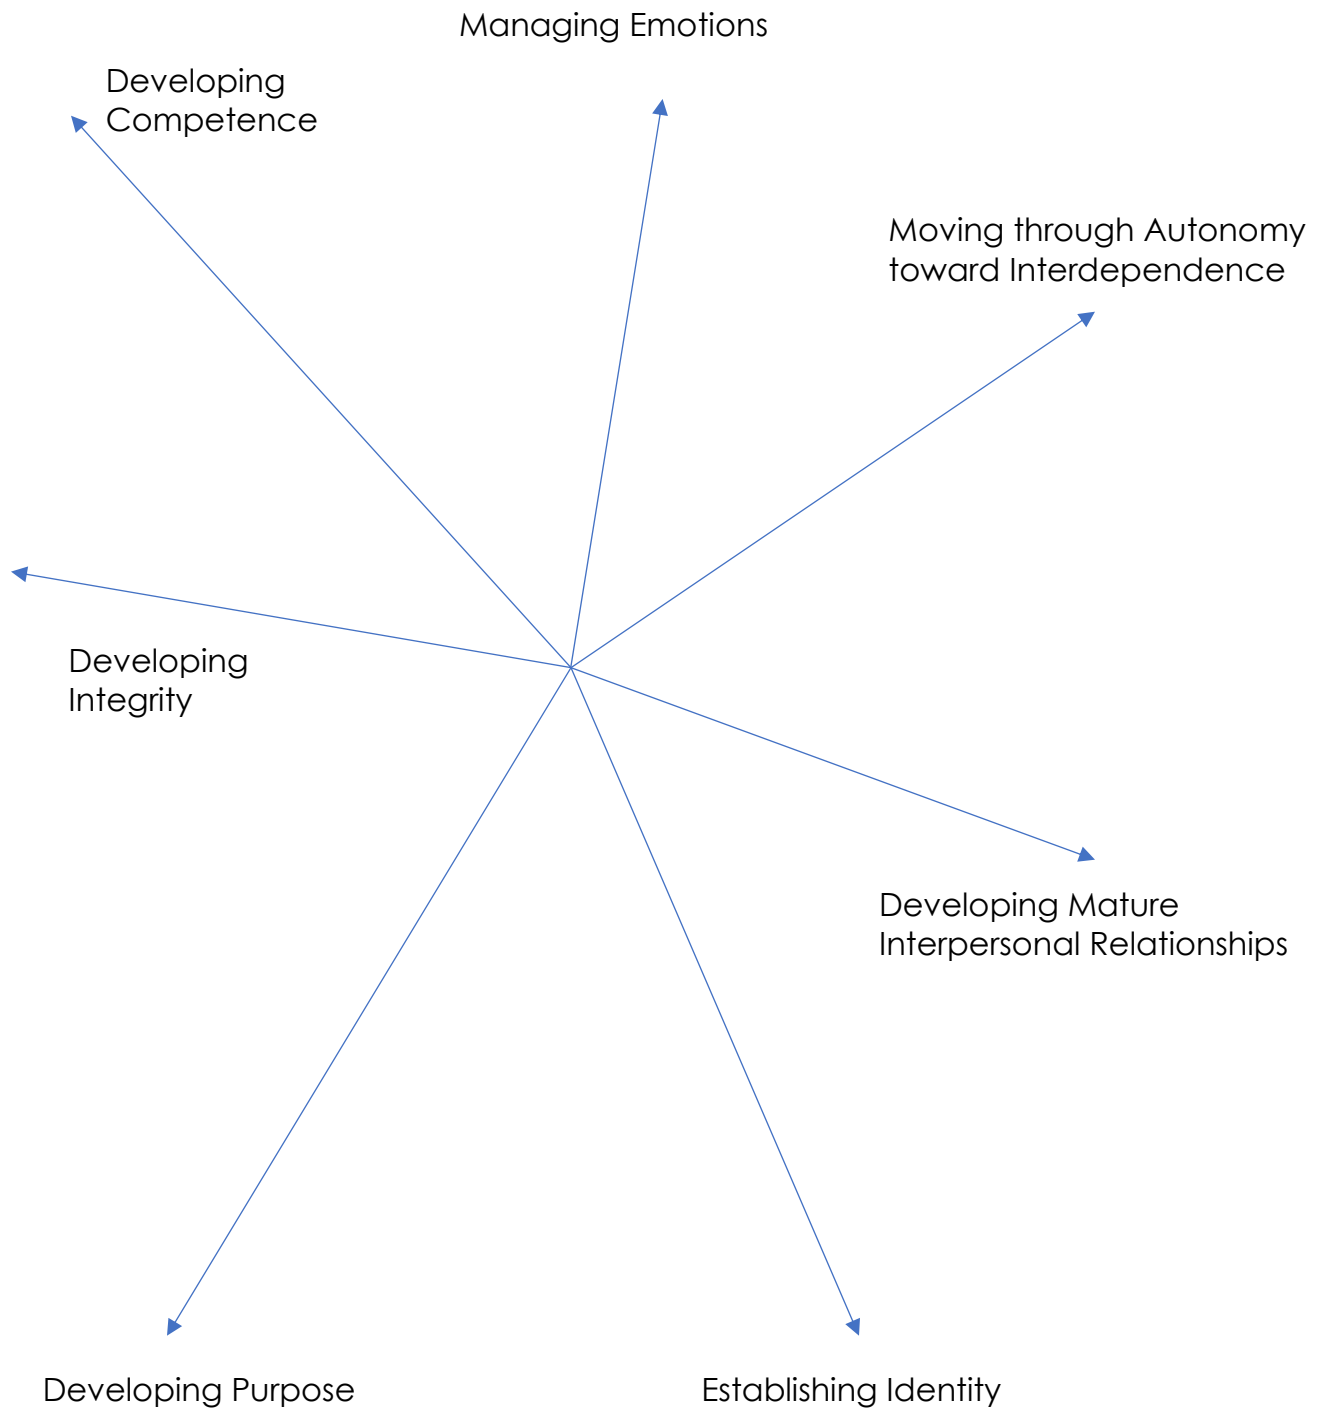 Managing Emotions
Developing
Competence
Moving through Autonomy
toward Interdependence
Developing
Integrity
Developing Mature
Interpersonal Relationships
Developing Purpose
Establishing Identity